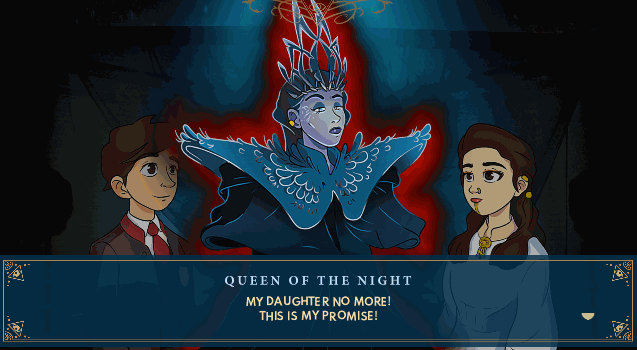 QUEEN OF THE NIGHT
MY DAUGHTER NO MORE!
THIS IS MY PROMISE!